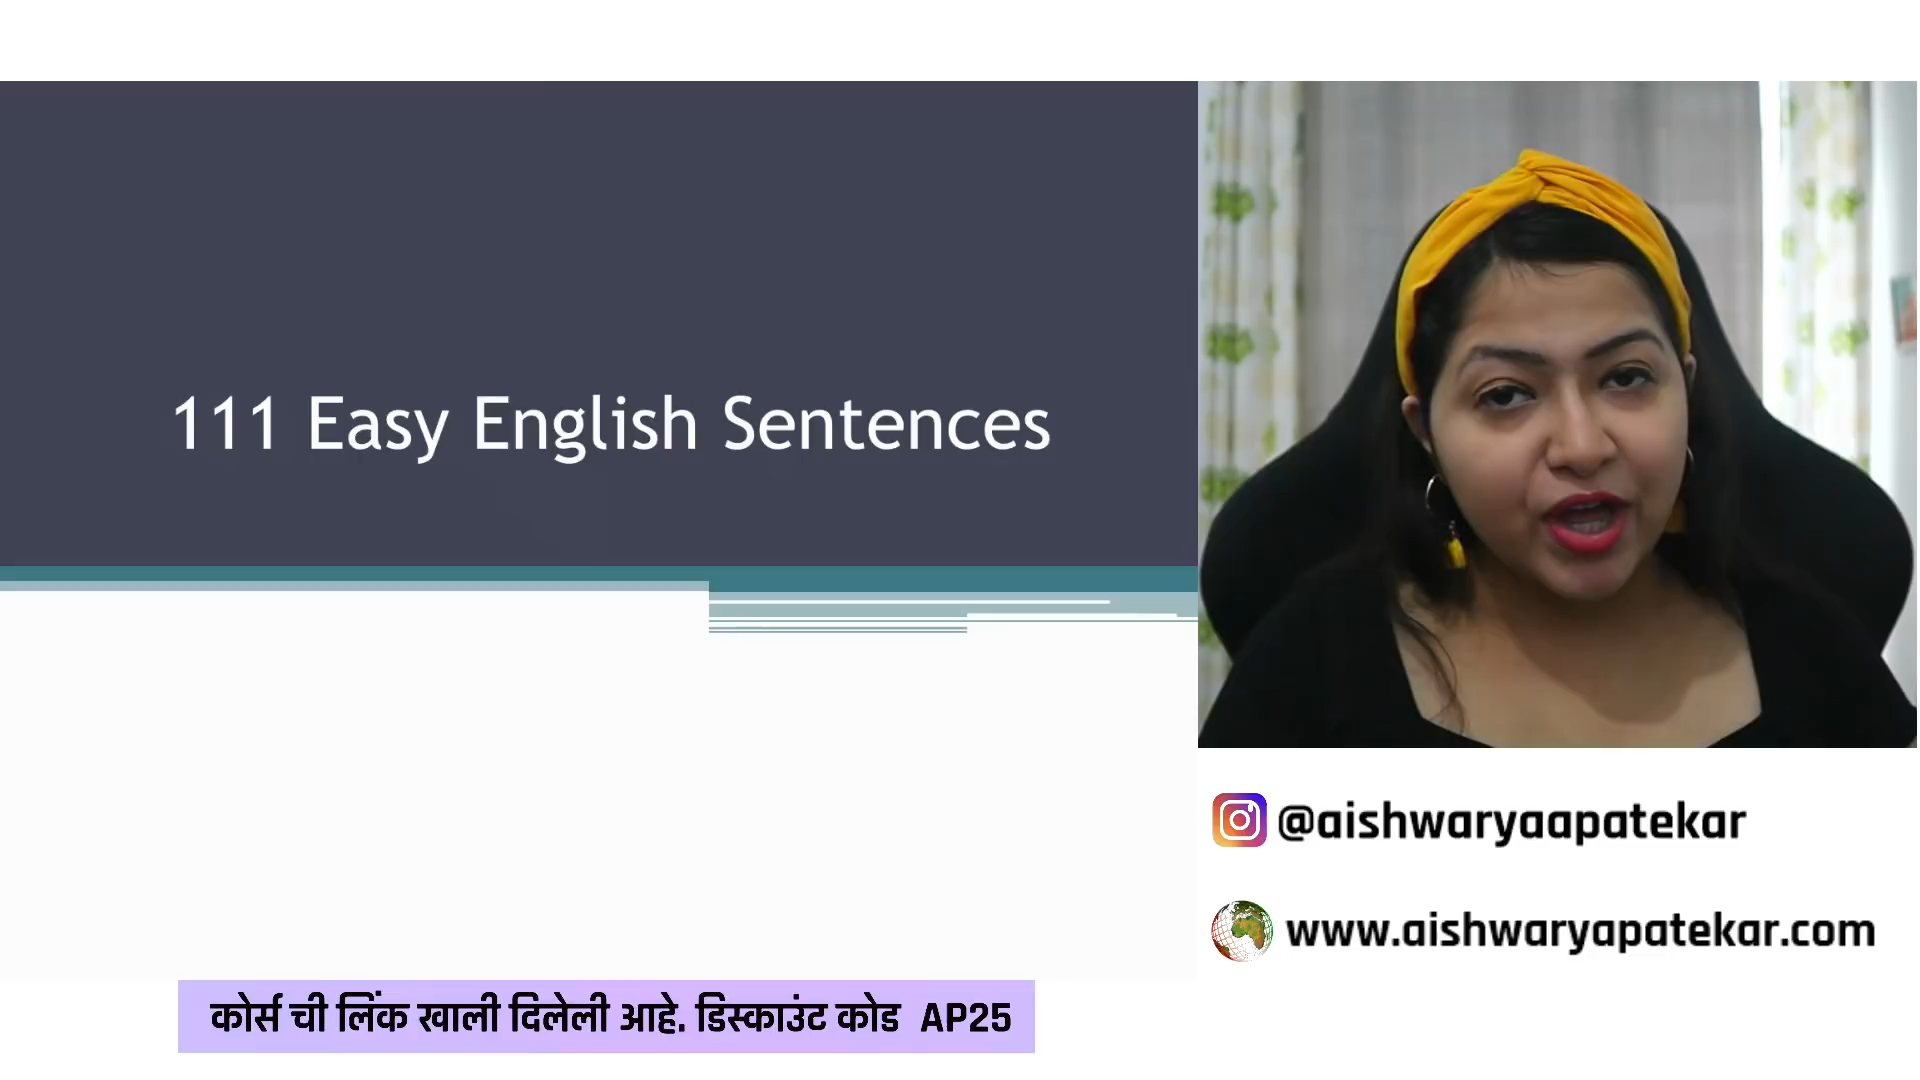 111 Easy English Sentences
@aishwaryaapatekar
www.aishwaryapatekar.com
कोर्स ची लिंक खाली दिलेली आहे. डिस्काउंट कोड AP25